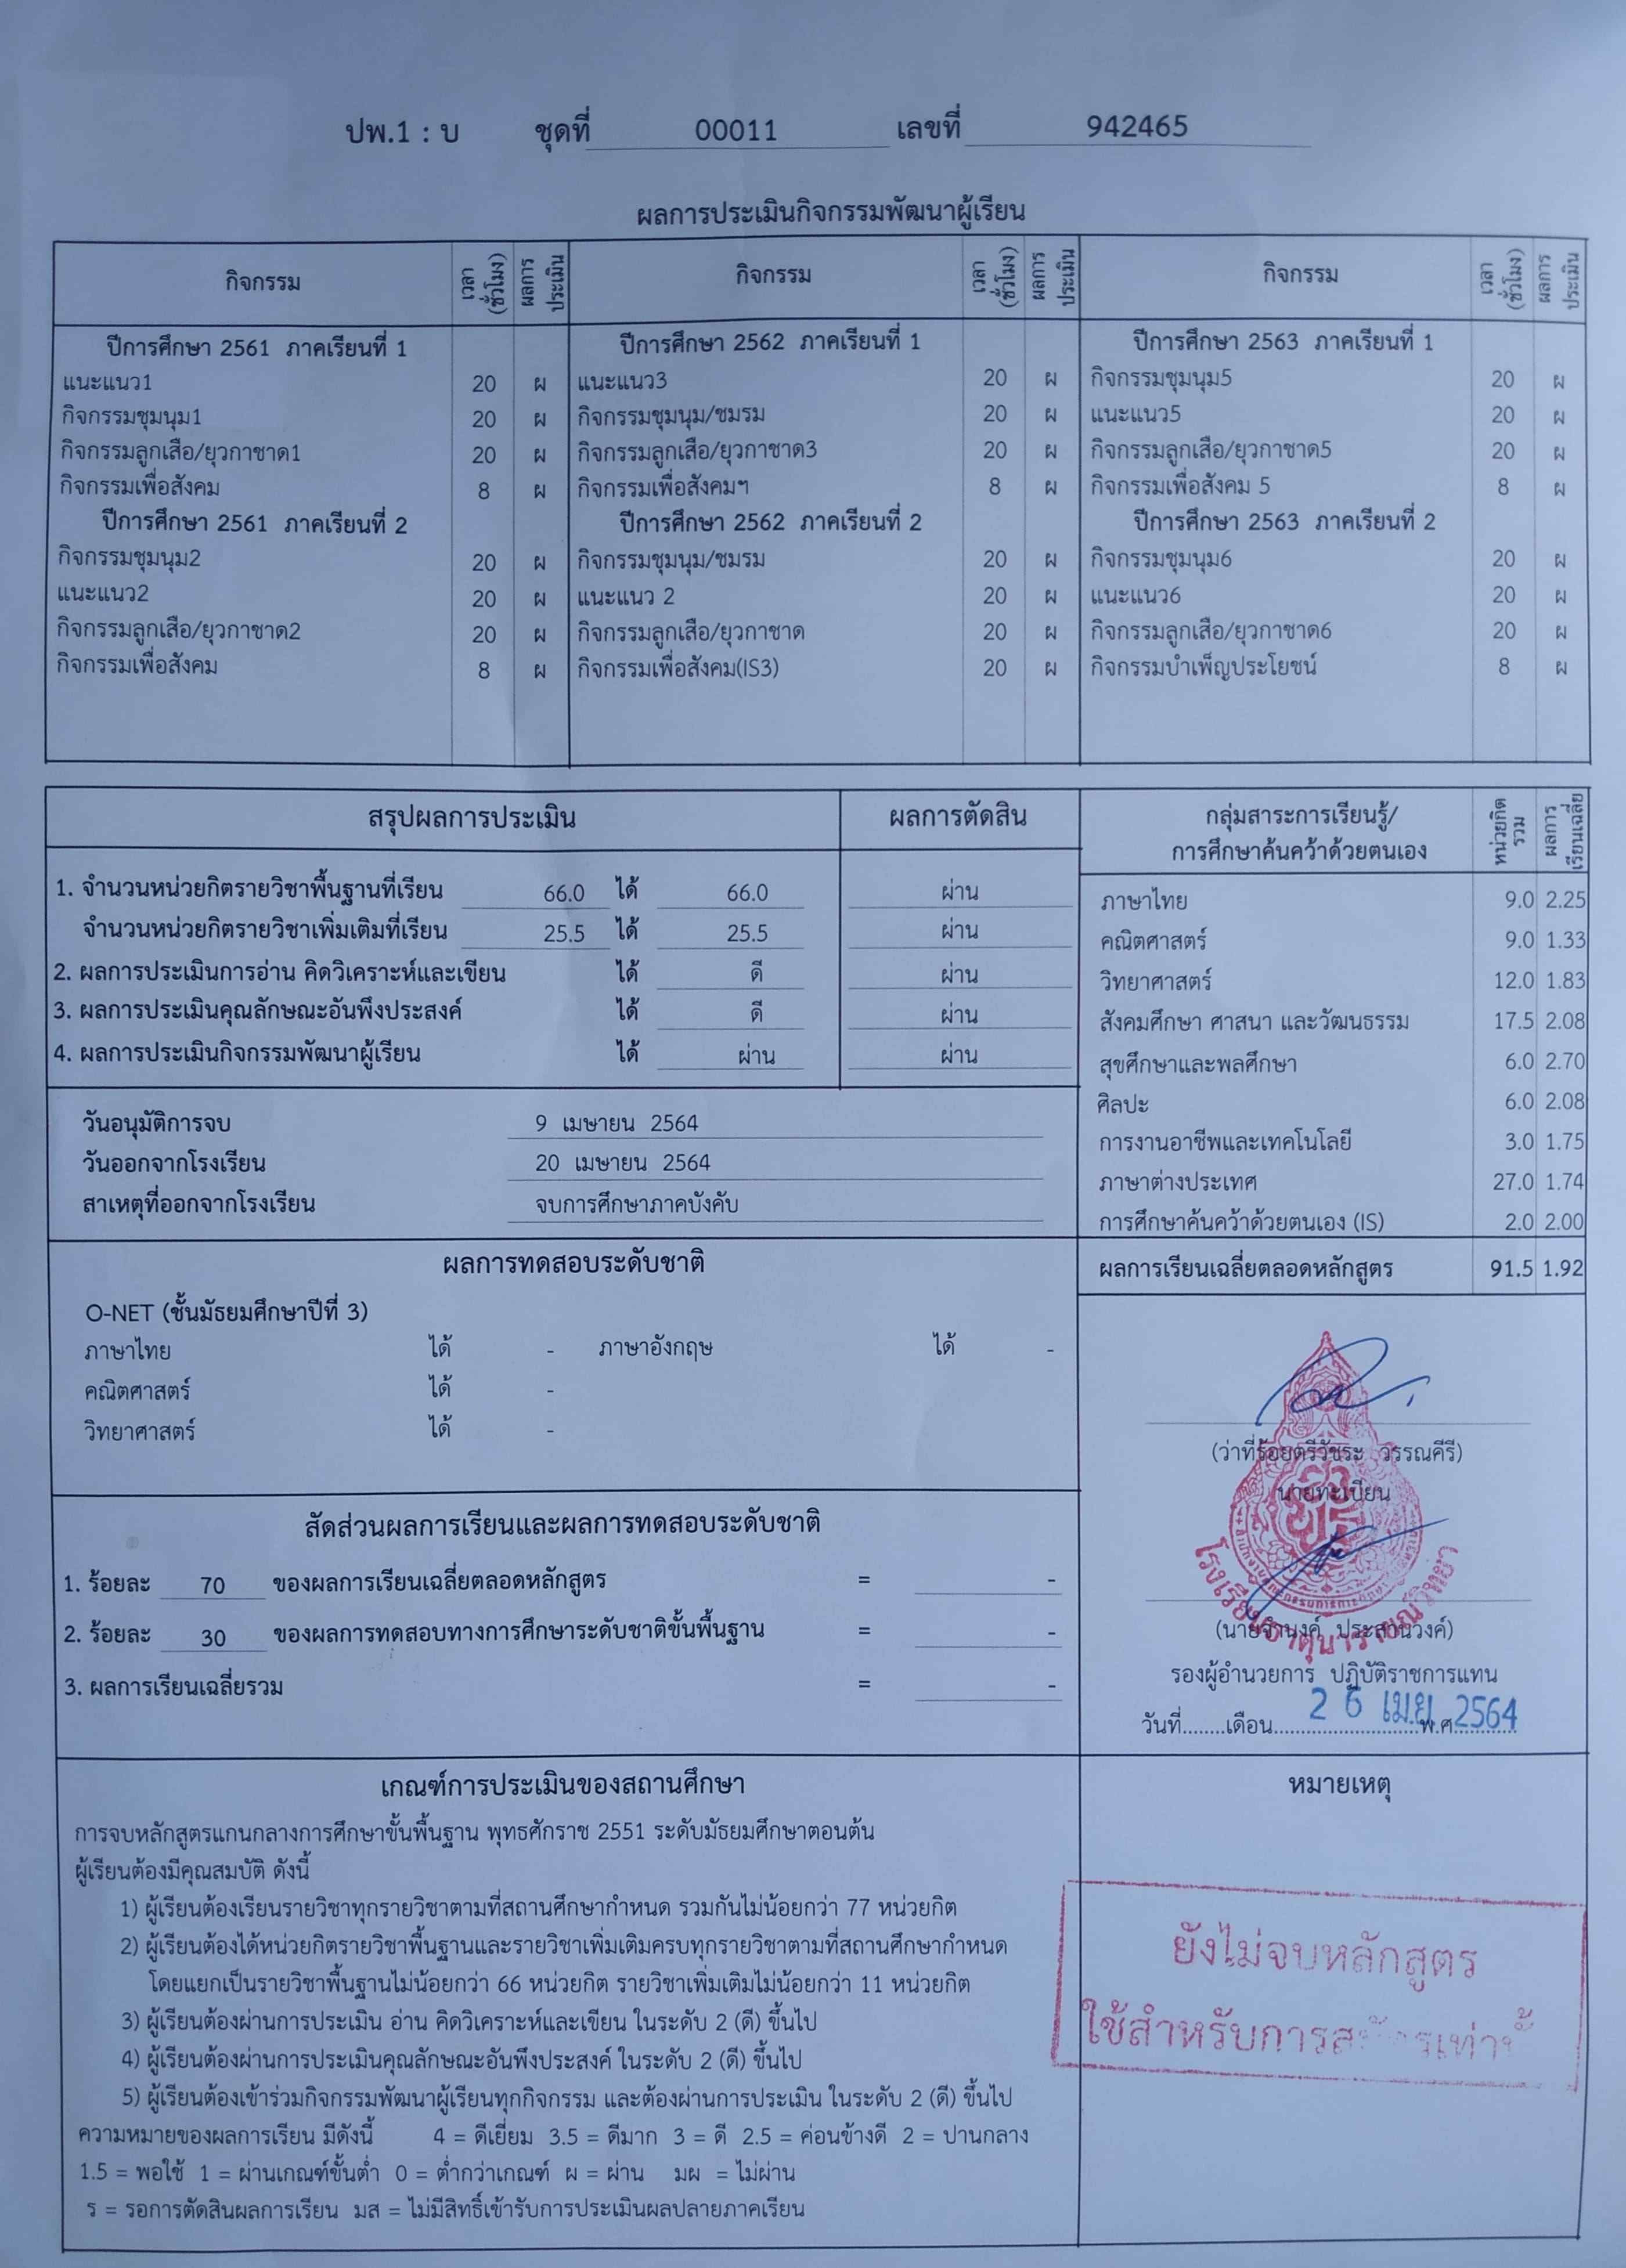 ปพ.1 : บ ชุดที่ 00011 เลขที่ 942465
ผลการประเมินกิจกรรมพัฒนาผู้เรียน
กิจกรรม เวลา (ชั่วโมง) ผลการ ประเมิน กิจกรรม เวลา (ชั่วโมง) ผลการ ประเมิน กิจกรรม เวลา (ชั่วโมง) ผลการ ประเมิน
ปีการศึกษา 2561 ภาคเรียนที่ 1 ปีการศึกษา 2562 ภาคเรียนที่ 1 ปีการศึกษา 2563 ภาคเรียนที่ 1
แนะแนว1 20 ผ แนะแนว3 20 ผ กิจกรรมชุมนุม5 20 ผ
กิจกรรมชุมนุม1 20 ผ กิจกรรมชุมนุม/ชมรม 20 ผ แนะแนว5 20 ผ
กิจกรรมลูกเสือ/ยุวกาชาด1 20 ผ กิจกรรมลูกเสือ/ยุวกาชาด3 20 ผ กิจกรรมลูกเสือ/ยุวกาชาด5 20 ผ
กิจกรรมเพื่อสังคม 8 ผ กิจกรรมเพื่อสังคมฯ 8 ผ กิจกรรมเพื่อสังคม 5 8 ผ
ปีการศึกษา 2561 ภาคเรียนที่ 2 ปีการศึกษา 2562 ภาคเรียนที่ 2 ปีการศึกษา 2563 ภาคเรียนที่ 2
กิจกรรมชุมนุม2 20 ผ กิจกรรมชุมนุม/ชมรม 20 ผ กิจกรรมชุมนุม6 20 ผ
แนะแนว2 20 ผ แนะแนว 2 20 ผ แนะแนว6 20 ผ
กิจกรรมลูกเสือ/ยุวกาชาด2 20 ผ กิจกรรมลูกเสือ/ยุวกาชาด 20 ผ กิจกรรมลูกเสือ/ยุวกาชาด6 20 ผ
กิจกรรมเพื่อสังคม 8 ผ กิจกรรมเพื่อสังคม(IS3) 20 ผ กิจกรรมบำเพ็ญประโยชน์ 8 ผ
สรุปผลการประเมิน ผลการตัดสิน
1. จำนวนหน่วยกิตรายวิชาพื้นฐานที่เรียน 66.0 ได้ 66.0 ผ่าน
จำนวนหน่วยกิตรายวิชาเพิ่มเติมที่เรียน 25.5 ได้ 25.5 ผ่าน
2. ผลการประเมินการอ่าน คิดวิเคราะห์และเขียน ได้ ดี ผ่าน
3. ผลการประเมินคุณลักษณะอันพึงประสงค์ ได้ ดี ผ่าน
4. ผลการประเมินกิจกรรมพัฒนาผู้เรียน ได้ ผ่าน ผ่าน
วันอนุมัติการจบ 9 เมษายน 2564
วันออกจากโรงเรียน 20 เมษายน 2564
สาเหตุที่ออกจากโรงเรียน จบการศึกษาภาคบังคับ
กลุ่มสาระการเรียนรู้/ การศึกษาค้นคว้าด้วยตนเอง หน่วยกิต รวม ผลการ เรียนเฉลี่ย
ภาษาไทย 9.0 2.25
คณิตศาสตร์ 9.0 1.33
วิทยาศาสตร์ 12.0 1.83
สังคมศึกษา ศาสนา และวัฒนธรรม 17.5 2.08
สุขศึกษาและพลศึกษา 6.0 2.70
ศิลปะ 6.0 2.08
การงานอาชีพและเทคโนโลยี 3.0 1.75
ภาษาต่างประเทศ 27.0 1.74
การศึกษาค้นคว้าด้วยตนเอง (IS) 2.0 2.00
ผลการเรียนเฉลี่ยตลอดหลักสูตร 91.5 1.92
ผลการทดสอบระดับชาติ
O-NET (ชั้นมัธยมศึกษาปีที่ 3)
ภาษาไทย ได้ - ภาษาอังกฤษ ได้ -
คณิตศาสตร์ ได้ -
วิทยาศาสตร์ ได้ -
สัดส่วนผลการเรียนและผลการทดสอบระดับชาติ
1. ร้อยละ 70 ของผลการเรียนเฉลี่ยตลอดหลักสูตร = -
2. ร้อยละ 30 ของผลการทดสอบทางการศึกษาระดับชาติขั้นพื้นฐาน = -
3. ผลการเรียนเฉลี่ยรวม = -
(ว่าที่ร้อยตรีวัชระ วรรณคีรี)
นายทะเบียน
โรงเรียนธาตุนารายณ์วิทยา
(นายจำนงค์ ประสานวงค์)
รองผู้อำนวยการ ปฏิบัติราชการแทน
วันที่........เดือน..............................พ.ศ............
26 เม.ย. 2564
เกณฑ์การประเมินของสถานศึกษา
การจบหลักสูตรแกนกลางการศึกษาขั้นพื้นฐาน พุทธศักราช 2551 ระดับมัธยมศึกษาตอนต้น
ผู้เรียนต้องมีคุณสมบัติ ดังนี้
1) ผู้เรียนต้องเรียนรายวิชาทุกรายวิชาตามที่สถานศึกษากำหนด รวมกันไม่น้อยกว่า 77 หน่วยกิต
2) ผู้เรียนต้องได้หน่วยกิตรายวิชาพื้นฐานและรายวิชาเพิ่มเติมครบทุกรายวิชาตามที่สถานศึกษากำหนด
โดยแยกเป็นรายวิชาพื้นฐานไม่น้อยกว่า 66 หน่วยกิต รายวิชาเพิ่มเติมไม่น้อยกว่า 11 หน่วยกิต
3) ผู้เรียนต้องผ่านการประเมิน อ่าน คิดวิเคราะห์และเขียน ในระดับ 2 (ดี) ขึ้นไป
4) ผู้เรียนต้องผ่านการประเมินคุณลักษณะอันพึงประสงค์ ในระดับ 2 (ดี) ขึ้นไป
5) ผู้เรียนต้องเข้าร่วมกิจกรรมพัฒนาผู้เรียนทุกกิจกรรม และต้องผ่านการประเมิน ในระดับ 2 (ดี) ขึ้นไป
ความหมายของผลการเรียน มีดังนี้ 4 = ดีเยี่ยม 3.5 = ดีมาก 3 = ดี 2.5 = ค่อนข้างดี 2 = ปานกลาง
1.5 = พอใช้ 1 = ผ่านเกณฑ์ขั้นต่ำ 0 = ต่ำกว่าเกณฑ์ ผ = ผ่าน มผ = ไม่ผ่าน
ร = รอการตัดสินผลการเรียน มส = ไม่มีสิทธิ์เข้ารับการประเมินผลปลายภาคเรียน
หมายเหตุ
ยังไม่จบหลักสูตร
ใช้สำหรับการ